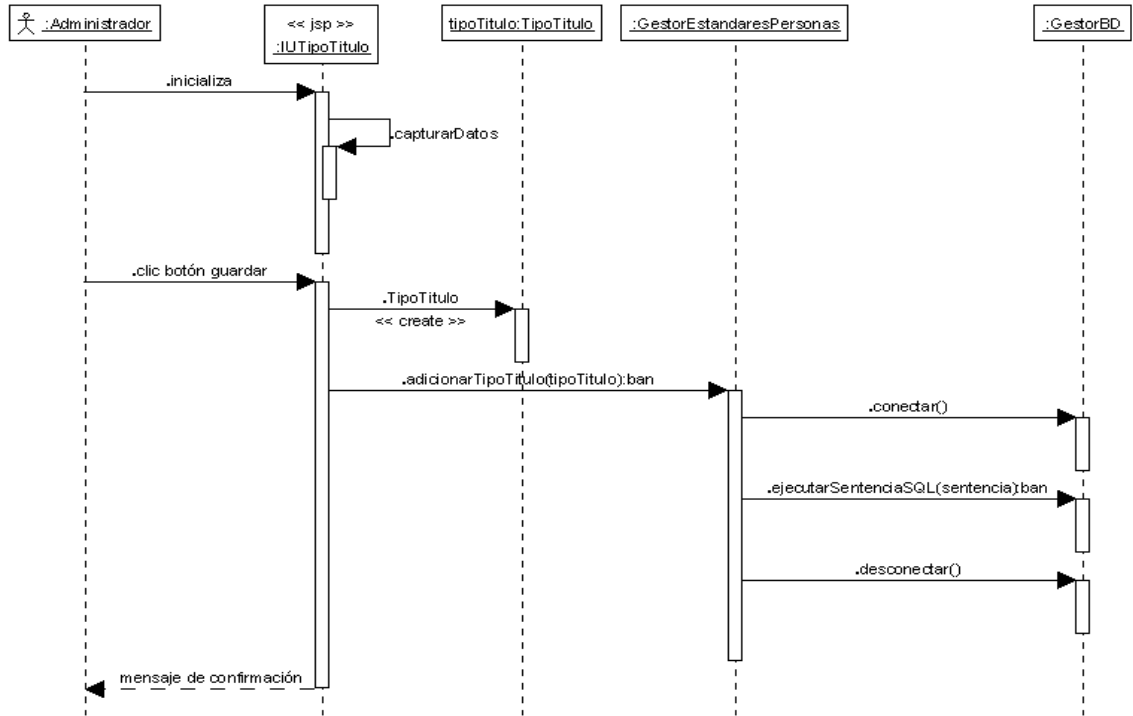 :Administrador
<< jsp >>
:IUTipoTitulo
tipoTitulo:TipoTitulo
:GestorEstandaresPersonas
:GestorBD
.inicializa
.capturarDatos
.clic botón guardar
.TipoTitulo
<< create >>
.adicionarTipoTitulo(tipoTitulo):ban
.conectar()
.ejecutarSentenciaSQL(sentencia):ban
.desconectar()
mensaje de confirmación